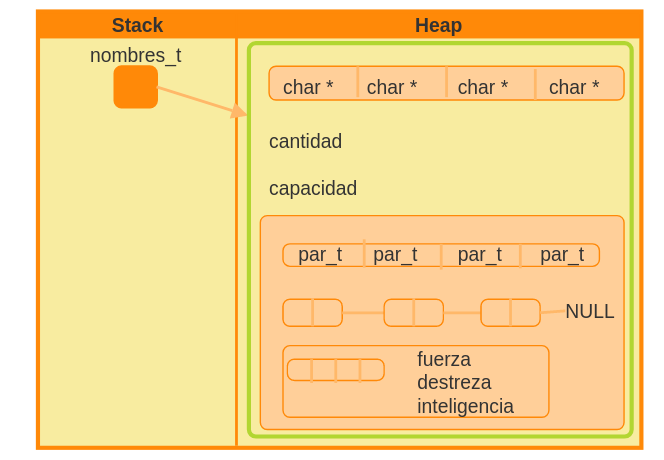 Stack Heap
nombres_t
char * char * char * char *
cantidad
capacidad
par_t par_t par_t par_t
NULL
fuerza
destreza
inteligencia